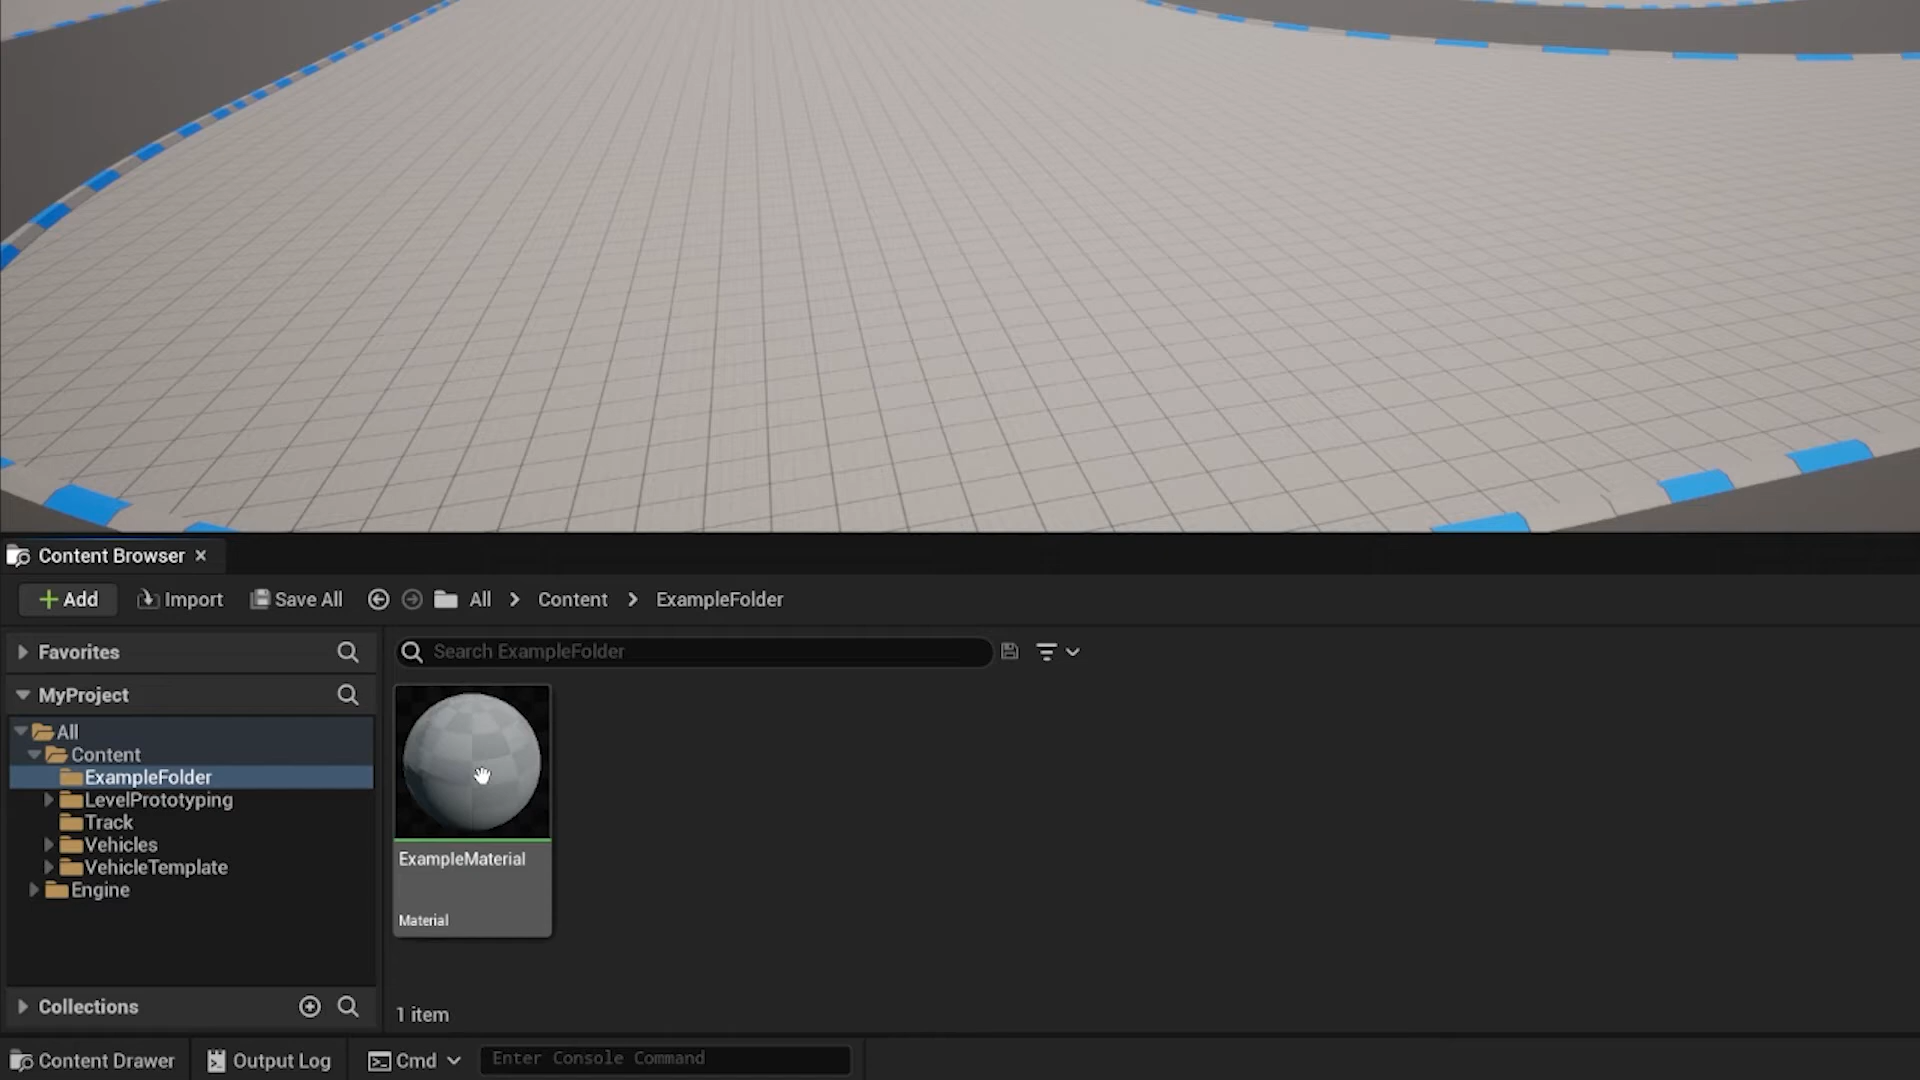 Content Browser
Add Import Save All All Content ExampleFolder
Favorites
Search ExampleFolder
MyProject
All
Content
ExampleFolder
LevelPrototyping
Track
Vehicles
VehicleTemplate
Engine
ExampleMaterial
Material
Collections
1 item
Content Drawer Output Log Cmd Enter Console Command